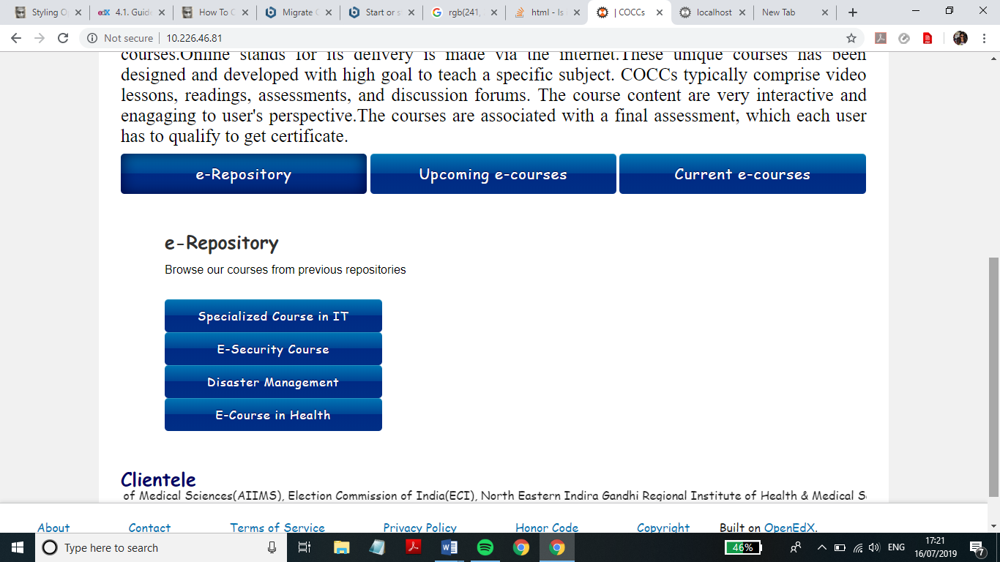 Styling Op
edX 4.1. Guide
How To C
Migrate C
Start or s
rgb(241,
html - Is
| COCCs
localhost
New Tab
Not secure
10.226.46.81
courses.Online stands for its delivery is made via the internet.These unique courses has been
designed and developed with high goal to teach a specific subject. COCCs typically comprise video
lessons, readings, assessments, and discussion forums. The course content are very interactive and
enagaging to user's perspective.The courses are associated with a final assessment, which each user
has to qualify to get certificate.
e-Repository
Upcoming e-courses
Current e-courses
e-Repository
Browse our courses from previous repositories
Specialized Course in IT
E-Security Course
Disaster Management
E-Course in Health
Clientele
of Medical Sciences(AIIMS), Election Commission of India(ECI), North Eastern Indira Gandhi Regional Institute of Health & Medical
About
Contact
Terms of Service
Privacy Policy
Honor Code
Copyright
Built on OpenEdX.
Type here to search
46%
ENG
17:21
16/07/2019
7